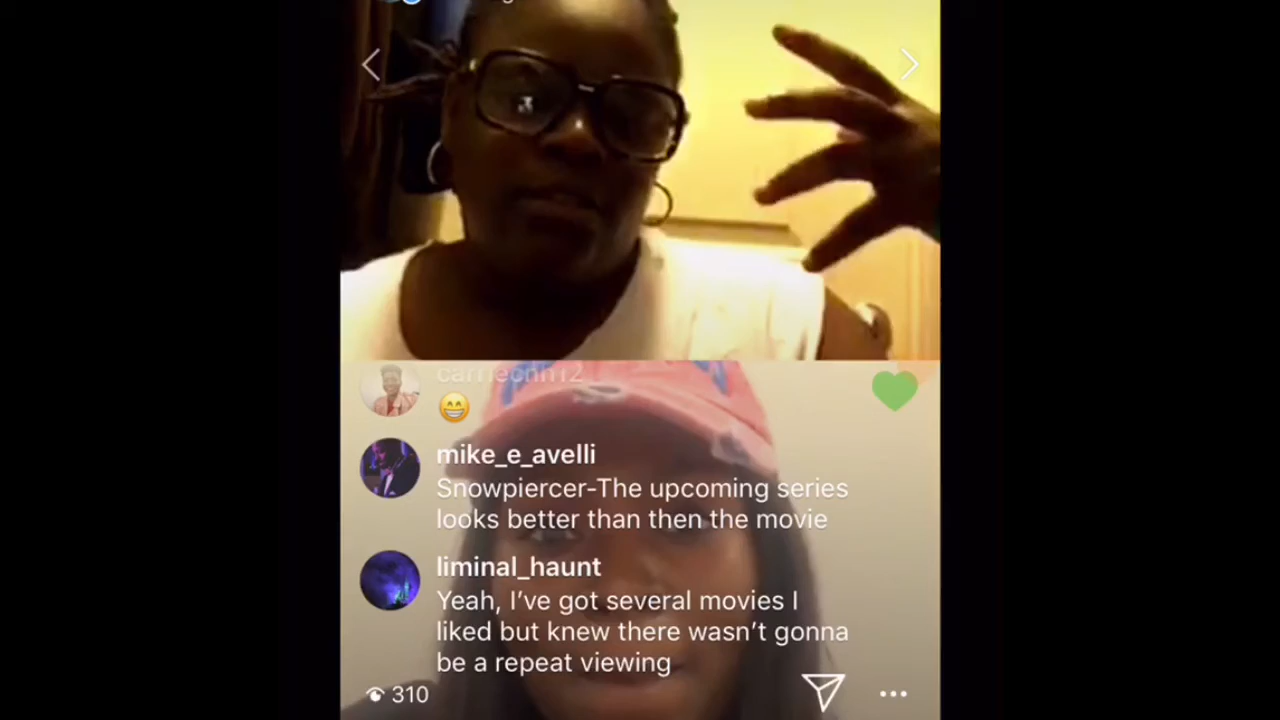 carriecnh12
😁
mike_e_avelli
Snowpiercer-The upcoming series
looks better than then the movie
liminal_haunt
Yeah, I’ve got several movies I
liked but knew there wasn’t gonna
be a repeat viewing
310